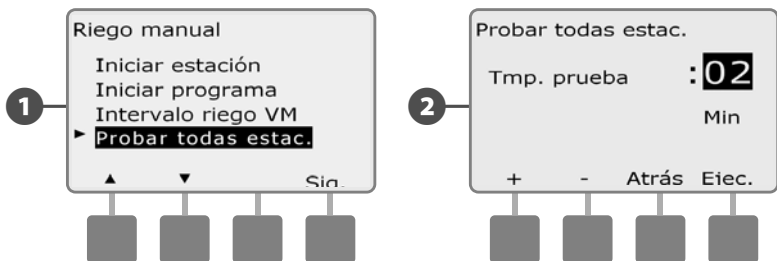 1
Riego manual
Iniciar estación
Iniciar programa
Intervalo riego VM
► Probar todas estac.
▲ ▼ Sig.
2
Probar todas estac.
Tmp. prueba :02
Min
+ - Atrás Ejec.